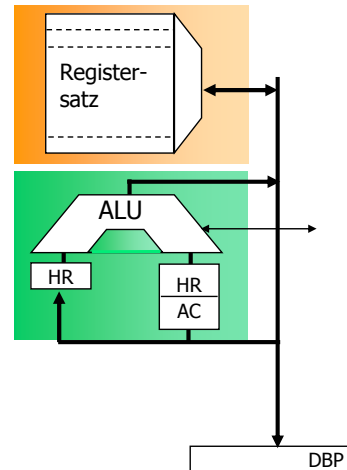 Register-
satz
ALU
HR
HR
AC
DBP